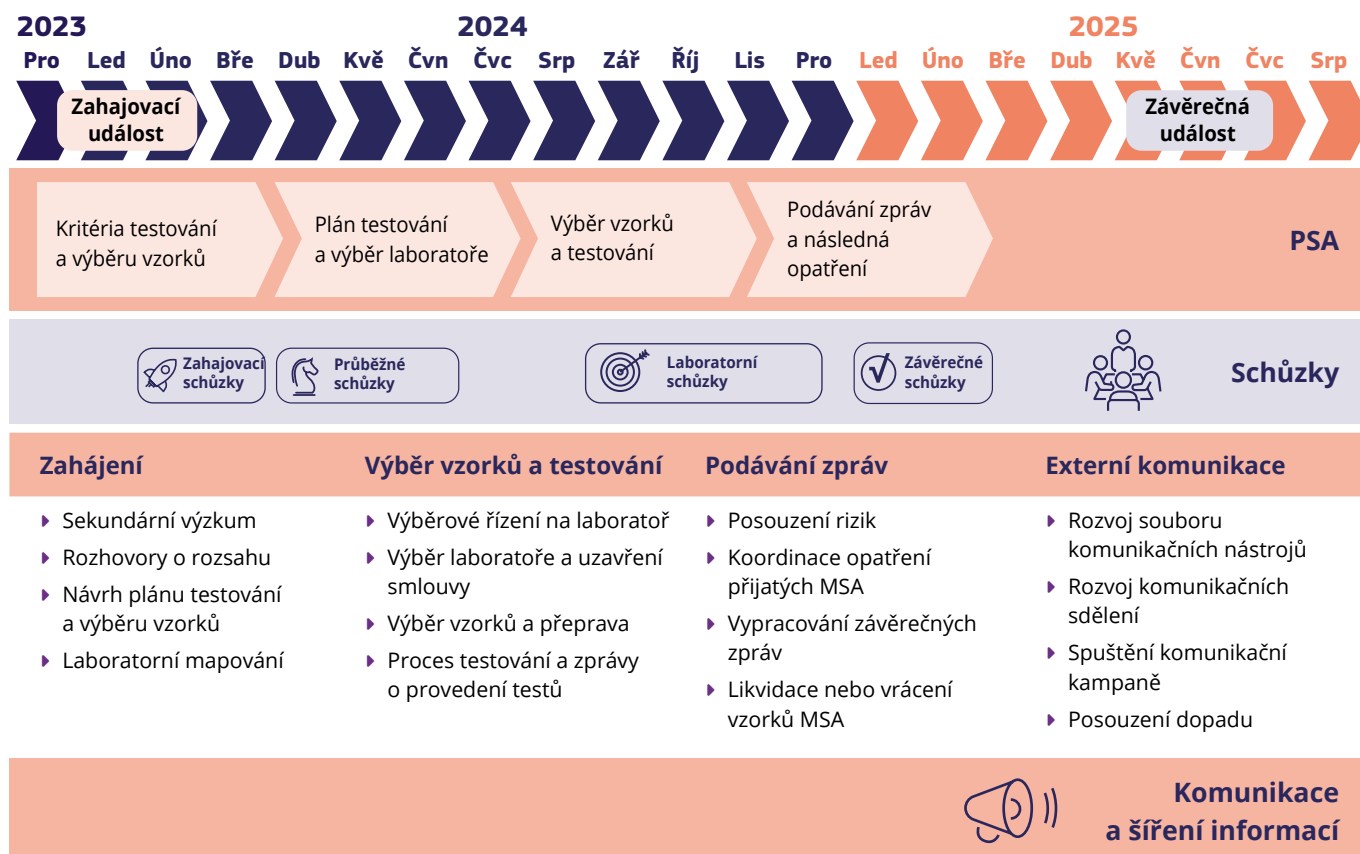 2023 2024 2025
Pro Led Úno Bře Dub Kvě Čvn Čvc Srp Zář Říj Lis Pro Led Úno Bře Dub Kvě Čvn Čvc Srp
Zahajovací
událost
Závěrečná
událost
Kritéria testování
a výběru vzorků
Plán testování
a výběr laboratoře
Výběr vzorků
a testování
Podávání zpráv
a následná
opatření
PSA
Zahajovací
schůzky
Průběžné
schůzky
Laboratorní
schůzky
Závěrečné
schůzky
Schůzky
Zahájení
Sekundární výzkum
Rozhovory o rozsahu
Návrh plánu testování
a výběru vzorků
Laboratorní mapování
Výběr vzorků a testování
Výběrové řízení na laboratoř
Výběr laboratoře a uzavření
smlouvy
Výběr vzorků a přeprava
Proces testování a zprávy
o provedení testů
Podávání zpráv
Posouzení rizik
Koordinace opatření
přijatých MSA
Vypracování závěrečných
zpráv
Likvidace nebo vrácení
vzorků MSA
Externí komunikace
Rozvoj souboru
komunikačních nástrojů
Rozvoj komunikačních
sdělení
Spuštění komunikační
kampaně
Posouzení dopadu
Komunikace
a šíření informací